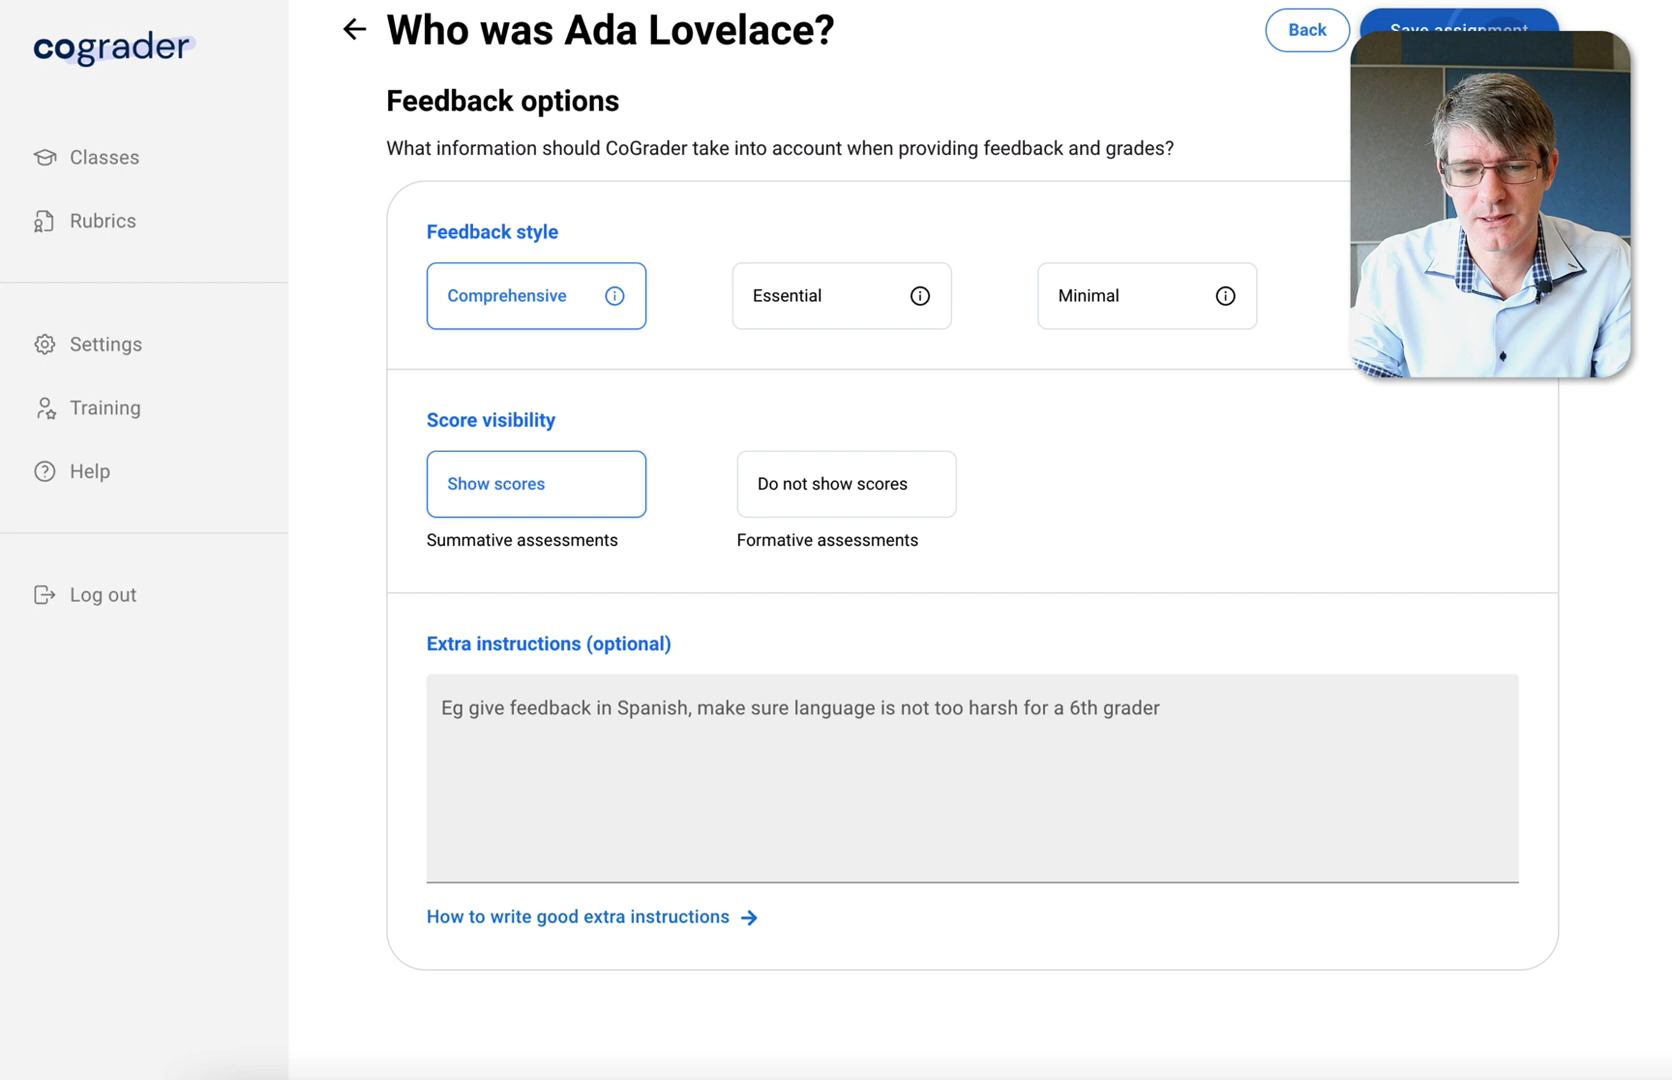 cograder
Classes
Rubrics
Settings
Training
Help
Log out
Who was Ada Lovelace?
Back
Save assignment
Feedback options
What information should CoGrader take into account when providing feedback and grades?
Feedback style
Comprehensive
Essential
Minimal
Score visibility
Show scores
Do not show scores
Summative assessments
Formative assessments
Extra instructions (optional)
Eg give feedback in Spanish, make sure language is not too harsh for a 6th grader
How to write good extra instructions →